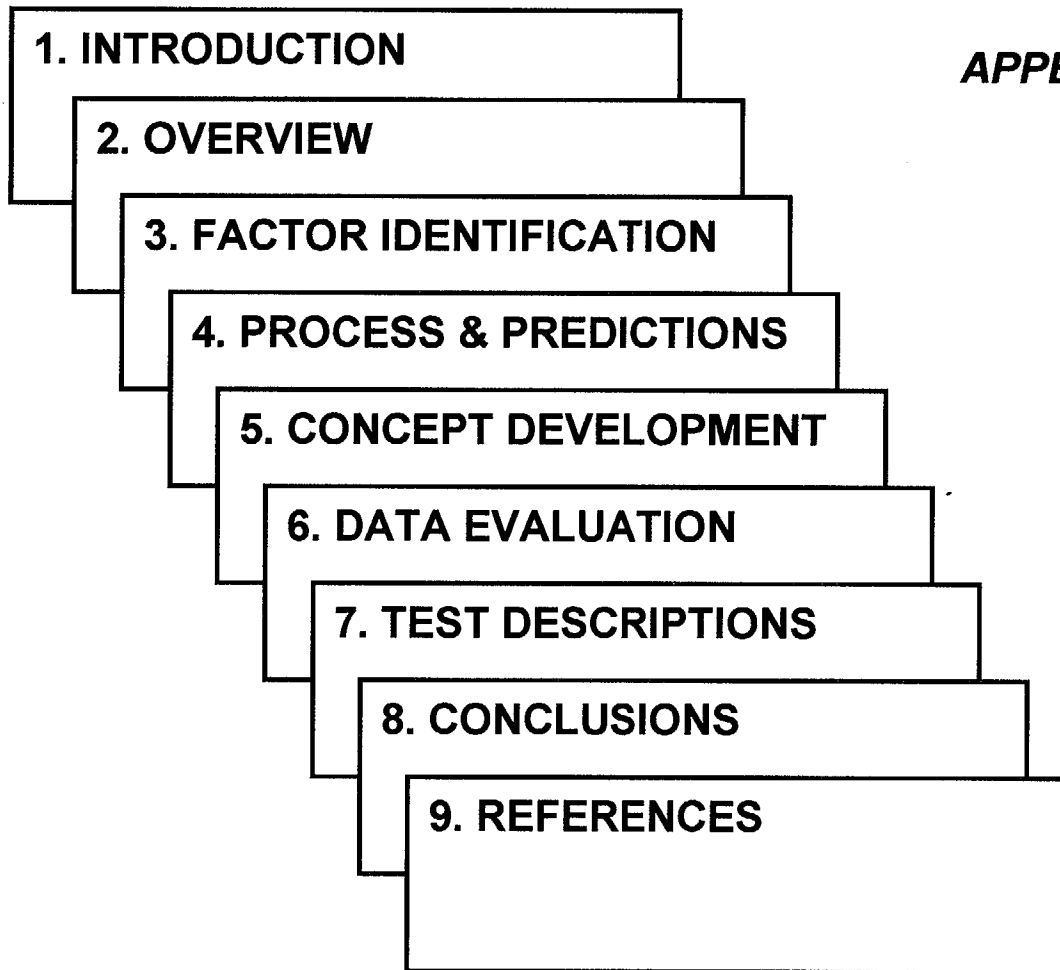 1. INTRODUCTION
APPE
2. OVERVIEW
3. FACTOR IDENTIFICATION
4. PROCESS & PREDICTIONS
5. CONCEPT DEVELOPMENT
6. DATA EVALUATION
7. TEST DESCRIPTIONS
8. CONCLUSIONS
9. REFERENCES